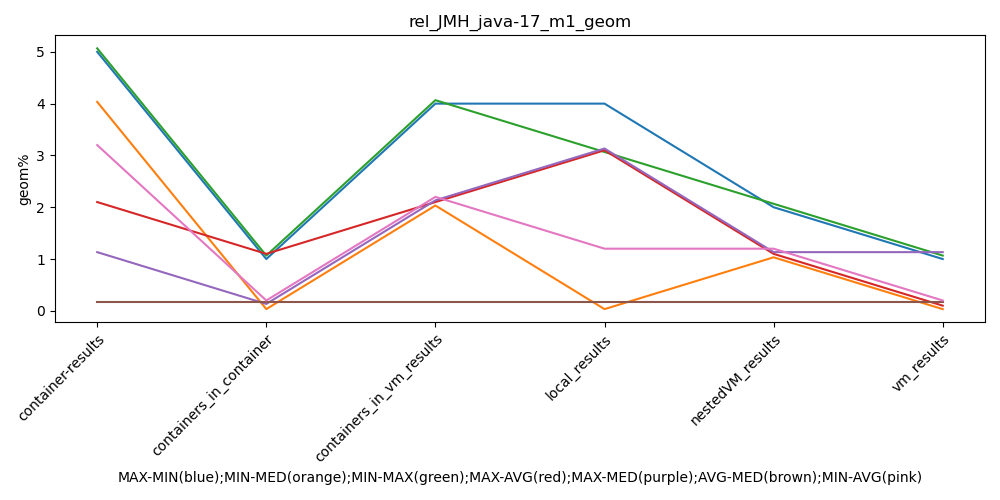 rel_JMH_java-17_m1_geom
geom%
5
4
3
2
1
0
container-results
containers_in_container
containers_in_vm_results
local_results
nestedVM_results
vm_results
MAX-MIN(blue);MIN-MED(orange);MIN-MAX(green);MAX-AVG(red);MAX-MED(purple);AVG-MED(brown);MIN-AVG(pink)